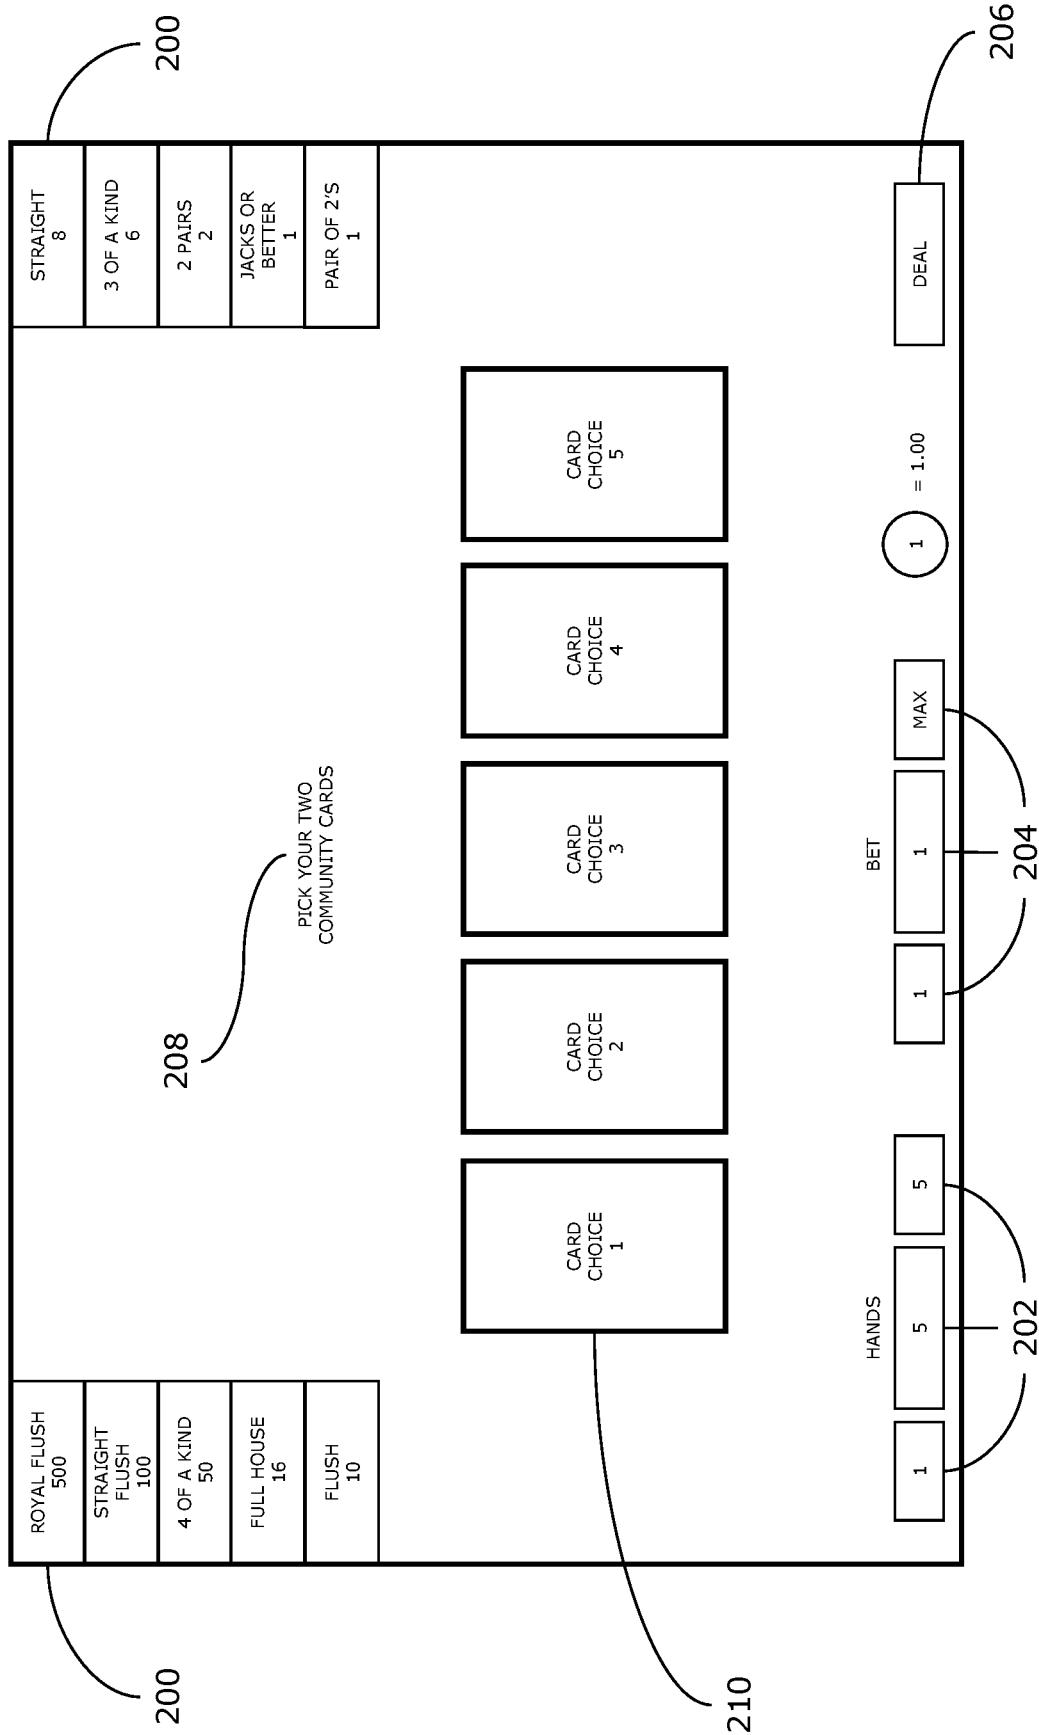 200
200
ROYAL FLUSH
500
STRAIGHT
FLUSH
100
4 OF A KIND
50
FULL HOUSE
16
FLUSH
10
STRAIGHT
8
3 OF A KIND
6
2 PAIRS
2
JACKS OR
BETTER
1
PAIR OF 2'S
1
208
PICK YOUR TWO
COMMUNITY CARDS
CARD
CHOICE
1
CARD
CHOICE
2
CARD
CHOICE
3
CARD
CHOICE
4
CARD
CHOICE
5
210
HANDS
1
5
5
BET
1
1
MAX
1
= 1.00
DEAL
202
204
206